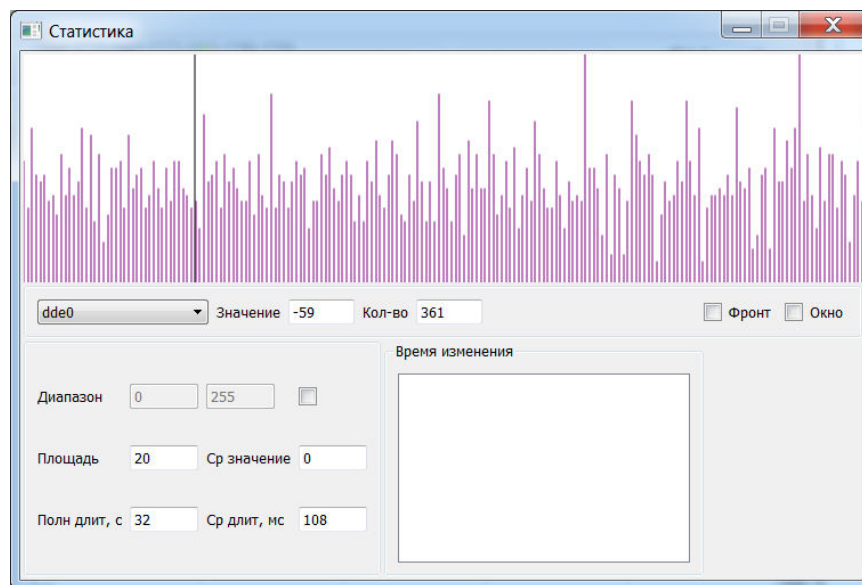 Статистика
dde0 Значение -59 Кол-во 361 Фронт Окно
Время изменения
Диапазон 0 255
Площадь 20 Ср значение 0
Полн длит, с 32 Ср длит, мс 108